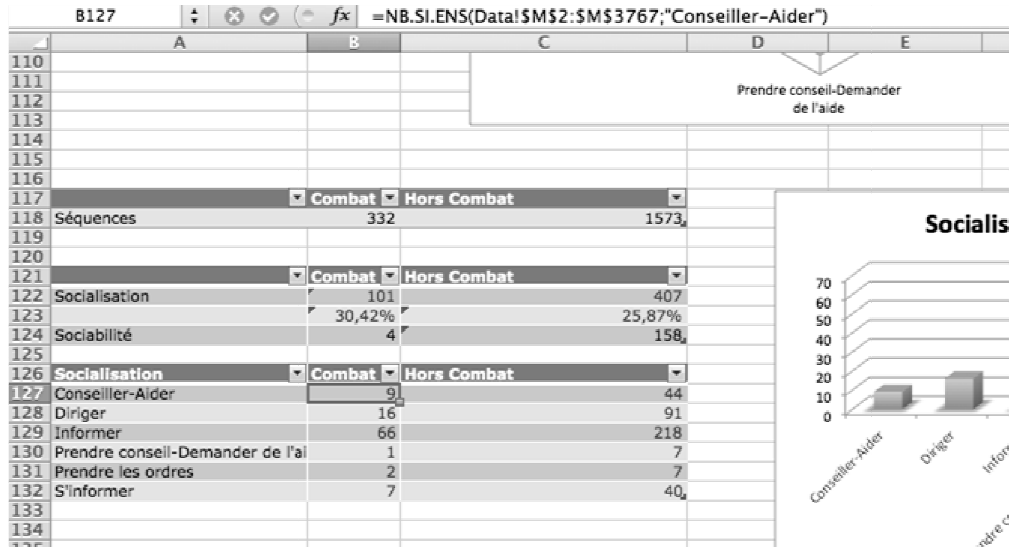 B127 fx =NB.SI.ENS(Data!$M$2:$M$3767;"Conseiller-Aider")
A B C D E
110
111
112 Prendre conseil-Demander
113 de l'aide
114
115
116
117 Combat Hors Combat
118 Séquences 332 1573
119 Socialis
120
121 Combat Hors Combat
122 Socialisation 101 407
123 30,42% 25,87%
124 Sociabilité 4 158
125
126 Socialisation Combat Hors Combat
127 Conseiller-Aider 9 44
128 Diriger 16 91
129 Informer 66 218
130 Prendre conseil-Demander de l'ai 1 7
131 Prendre les ordres 2 7
132 S'informer 7 40
133
134
70
60
50
40
30
20
10
0
Conseiller-Aider
Diriger
Infor
ndre c